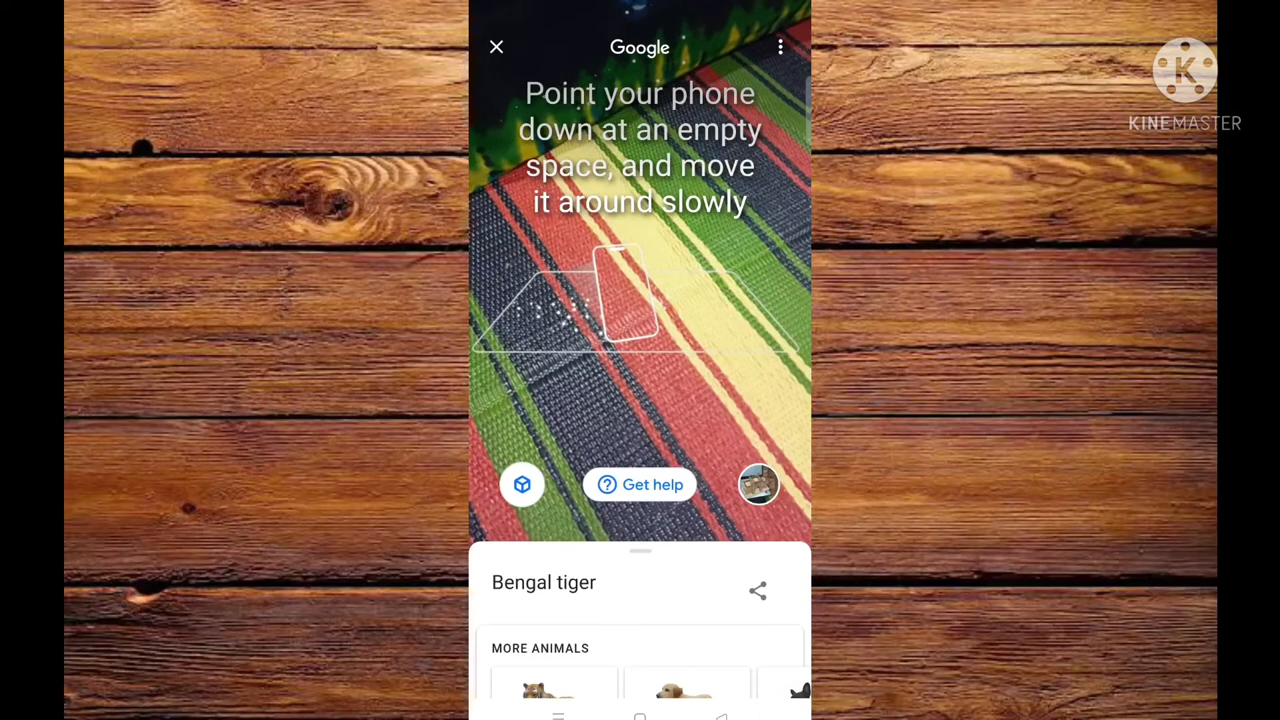 Google
Point your phone
down at an empty
space, and move
it around slowly
K
KINEMASTER
Get help
Bengal tiger
MORE ANIMALS